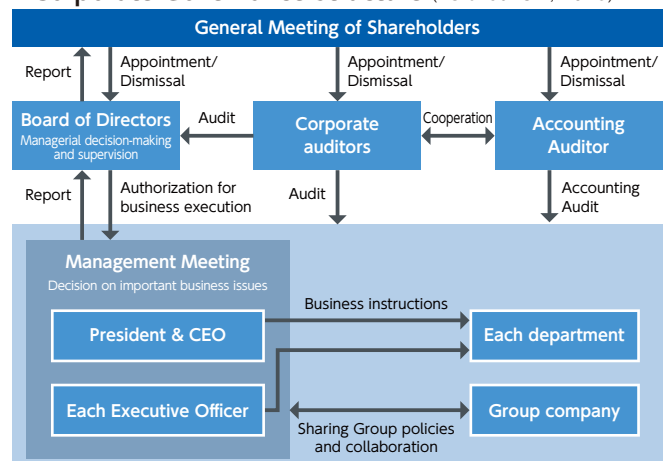 General Meeting of Shareholders
Report
Appointment/
Dismissal
Appointment/
Dismissal
Appointment/
Dismissal
Board of Directors
Managerial decision-making
and supervision
Audit
Corporate
auditors
Cooperation
Accounting
Auditor
Report
Authorization for
business execution
Audit
Accounting
Audit
Management Meeting
Decision on important business issues
President & CEO
Business instructions
Each department
Each Executive Officer
Sharing Group policies
and collaboration
Group company